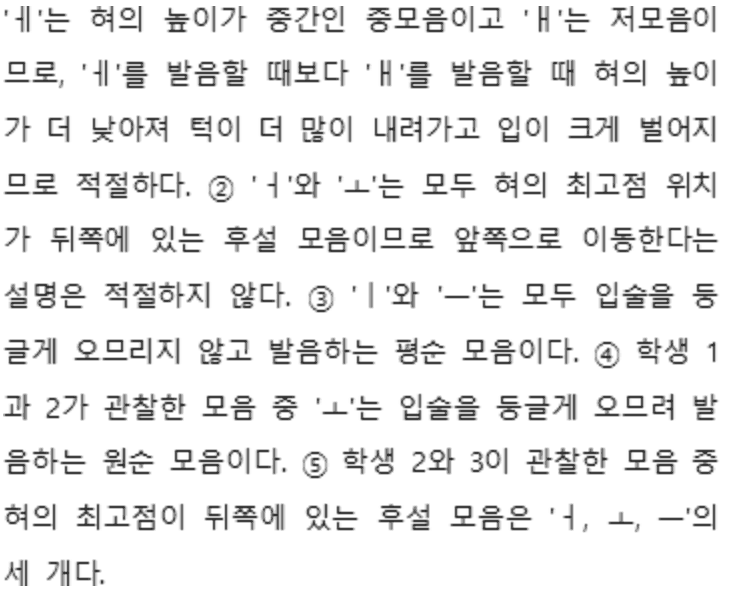 'ㅔ'는 혀의 높이가 중간인 중모음이고 'ㅐ'는 저모음이
므로, 'ㅔ'를 발음할 때보다 'ㅐ'를 발음할 때 혀의 높이
가 더 낮아져 턱이 더 많이 내려가고 입이 크게 벌어지
므로 적절하다. ② 'ㅓ'와 'ㅗ'는 모두 혀의 최고점 위치
가 뒤쪽에 있는 후설 모음이므로 앞쪽으로 이동한다는
설명은 적절하지 않다. ③ 'ㅣ'와 'ㅡ'는 모두 입술을 둥
글게 오므리지 않고 발음하는 평순 모음이다. ④ 학생 1
과 2가 관찰한 모음 중 'ㅗ'는 입술을 둥글게 오므려 발
음하는 원순 모음이다. ⑤ 학생 2와 3이 관찰한 모음 중
혀의 최고점이 뒤쪽에 있는 후설 모음은 'ㅓ, ㅗ, ㅡ'의
세 개다.